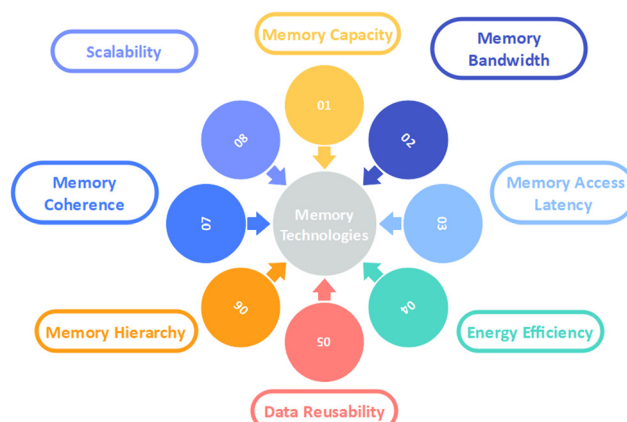 Memory Capacity
Scalability
Memory
Bandwidth
01
08
02
Memory
Coherence
Memory Access
Latency
07
Memory
Technologies
03
06
04
Memory Hierarchy
Energy Efficiency
05
Data Reusability